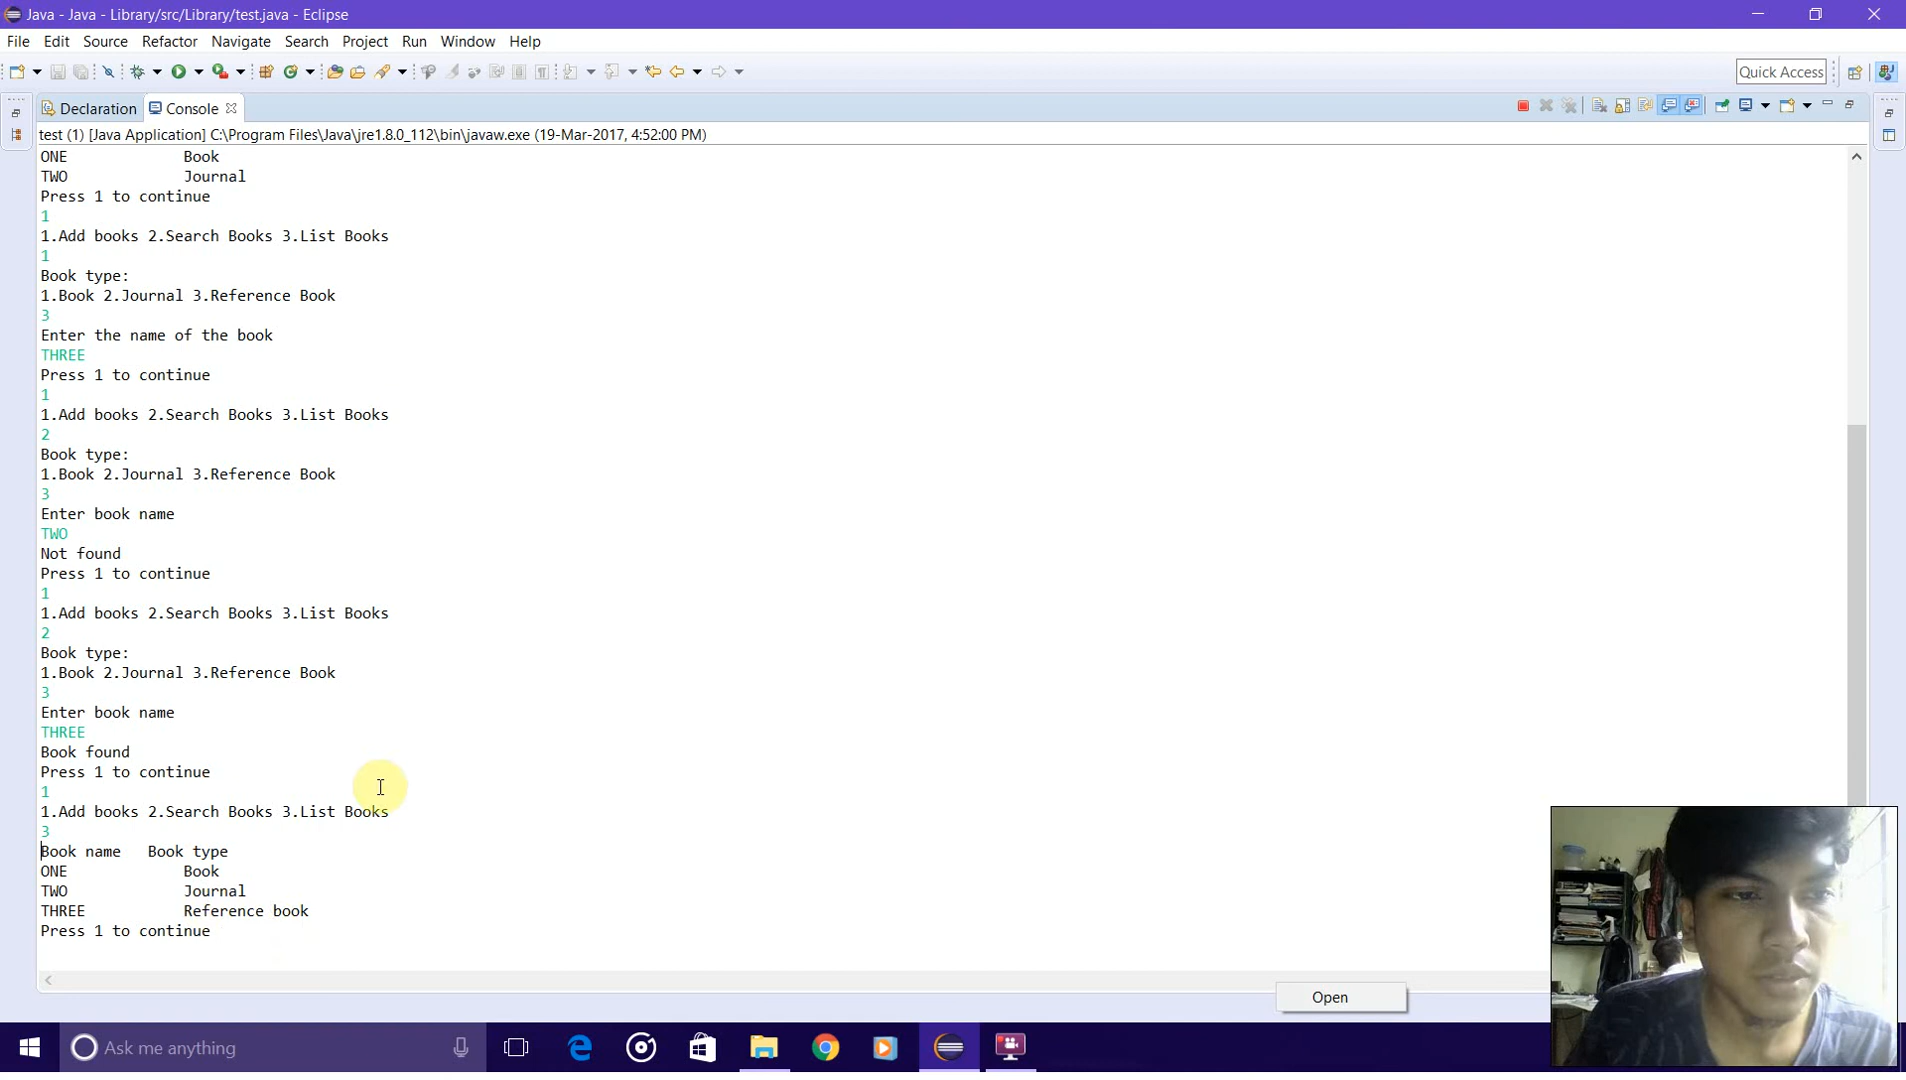 Java - Java - Library/src/Library/test.java - Eclipse
File Edit Source Refactor Navigate Search Project Run Window Help
Quick Access
Declaration Console
test (1) [Java Application] C:\Program Files\Java\jre1.8.0_112\bin\javaw.exe (19-Mar-2017, 4:52:00 PM)
ONE Book
TWO Journal
Press 1 to continue
1
1.Add books 2.Search Books 3.List Books
1
Book type:
1.Book 2.Journal 3.Reference Book
3
Enter the name of the book
THREE
Press 1 to continue
1
1.Add books 2.Search Books 3.List Books
2
Book type:
1.Book 2.Journal 3.Reference Book
3
Enter book name
TWO
Not found
Press 1 to continue
1
1.Add books 2.Search Books 3.List Books
2
Book type:
1.Book 2.Journal 3.Reference Book
3
Enter book name
THREE
Book found
Press 1 to continue
1
1.Add books 2.Search Books 3.List Books
3
Book name Book type
ONE Book
TWO Journal
THREE Reference book
Press 1 to continue
Open
Ask me anything